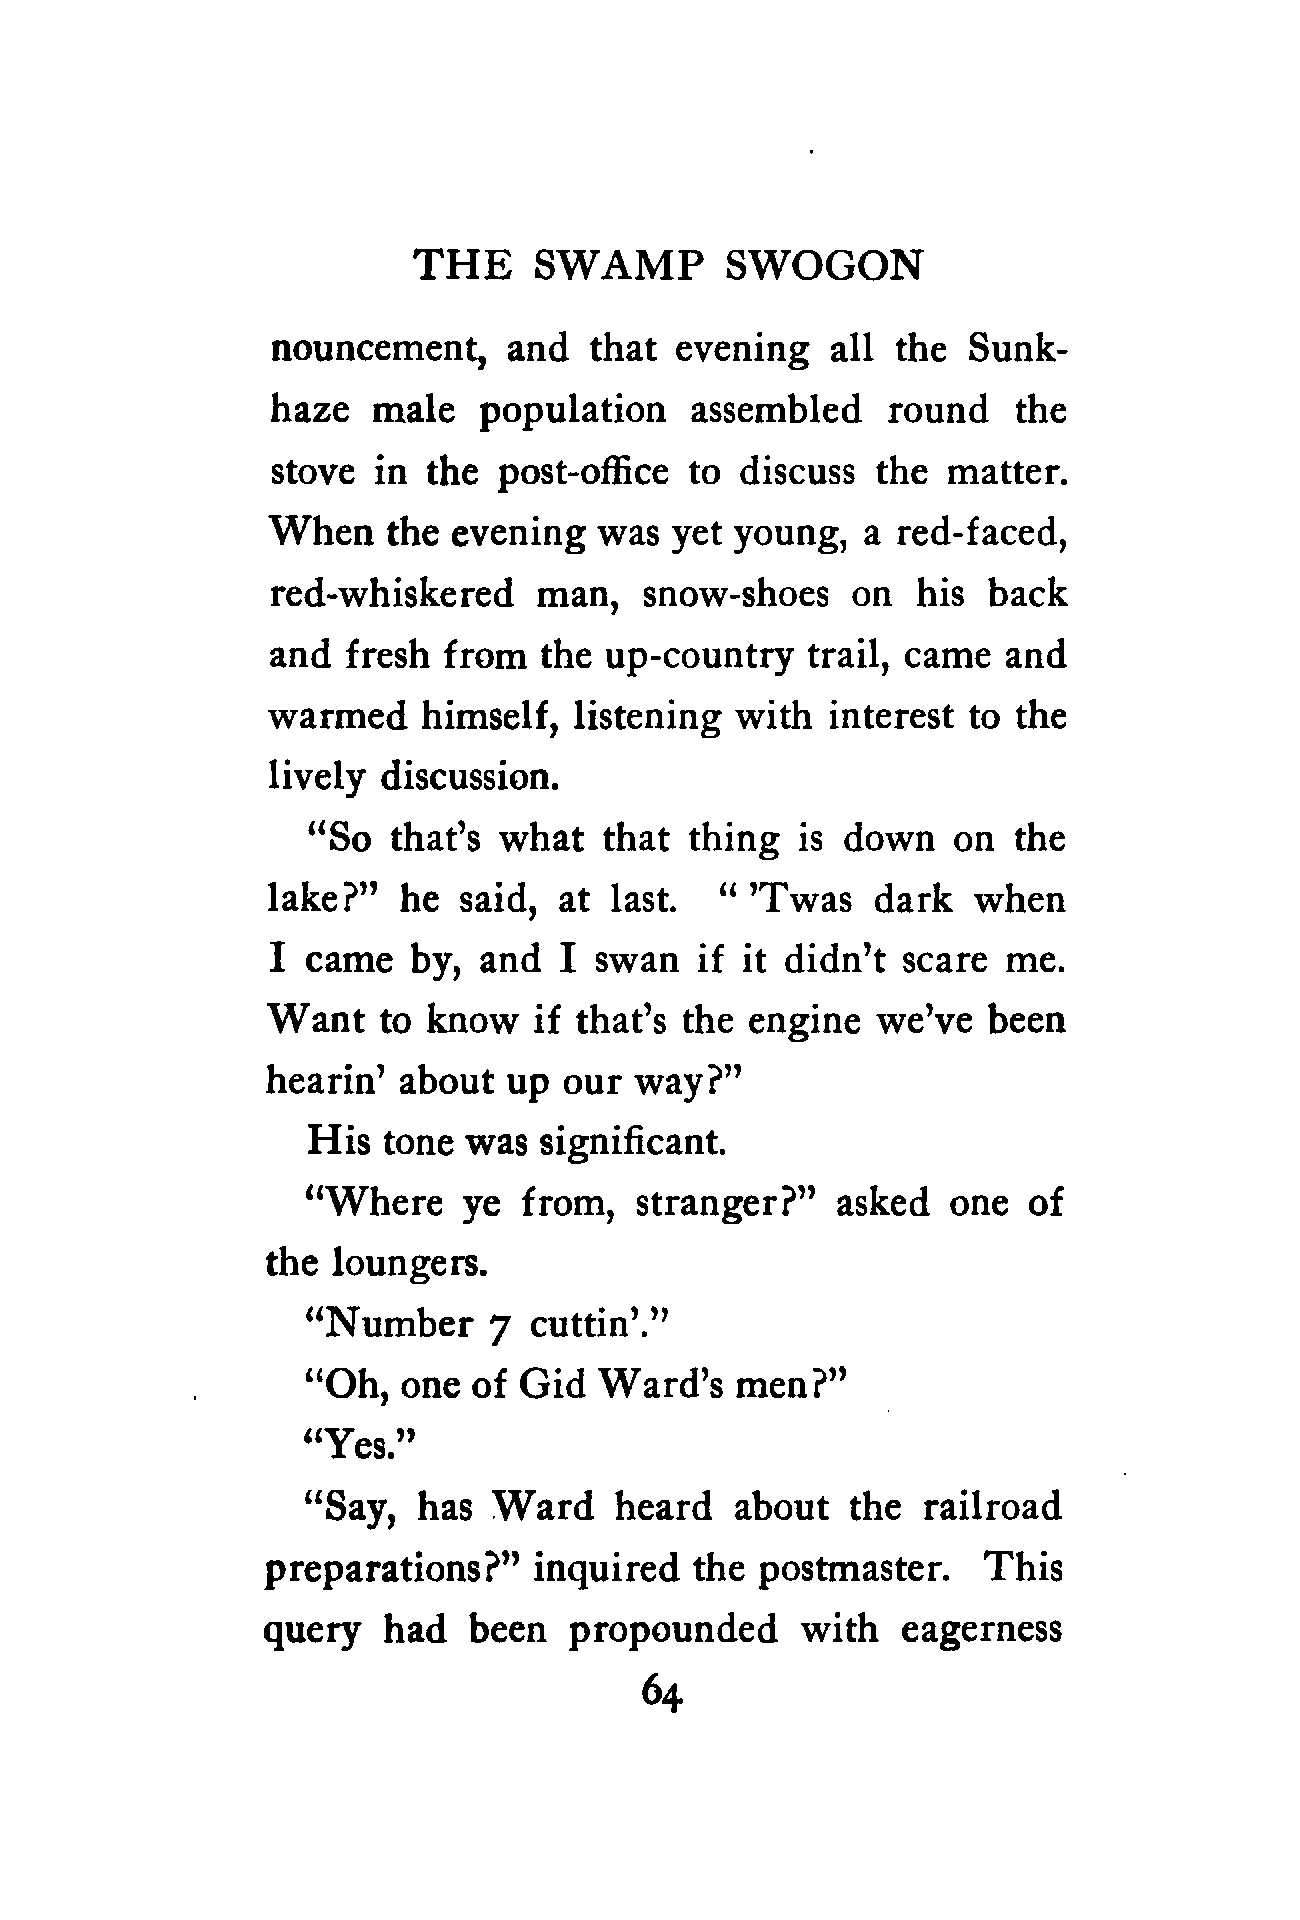 THE SWAMP SWOGON
nouncement, and that evening all the Sunk-
haze male population assembled round the
stove in the post-office to discuss the matter.
When the evening was yet young, a red-faced,
red-whiskered man, snow-shoes on his back
and fresh from the up-country trail, came and
warmed himself, listening with interest to the
lively discussion.
“So that’s what that thing is down on the
lake?” he said, at last. “ ’Twas dark when
I came by, and I swan if it didn’t scare me.
Want to know if that’s the engine we’ve been
hearin’ about up our way?”
His tone was significant.
“Where ye from, stranger?” asked one of
the loungers.
“Number 7 cuttin’.”
“Oh, one of Gid Ward’s men?”
“Yes.”
“Say, has Ward heard about the railroad
preparations?” inquired the postmaster. This
query had been propounded with eagerness
64